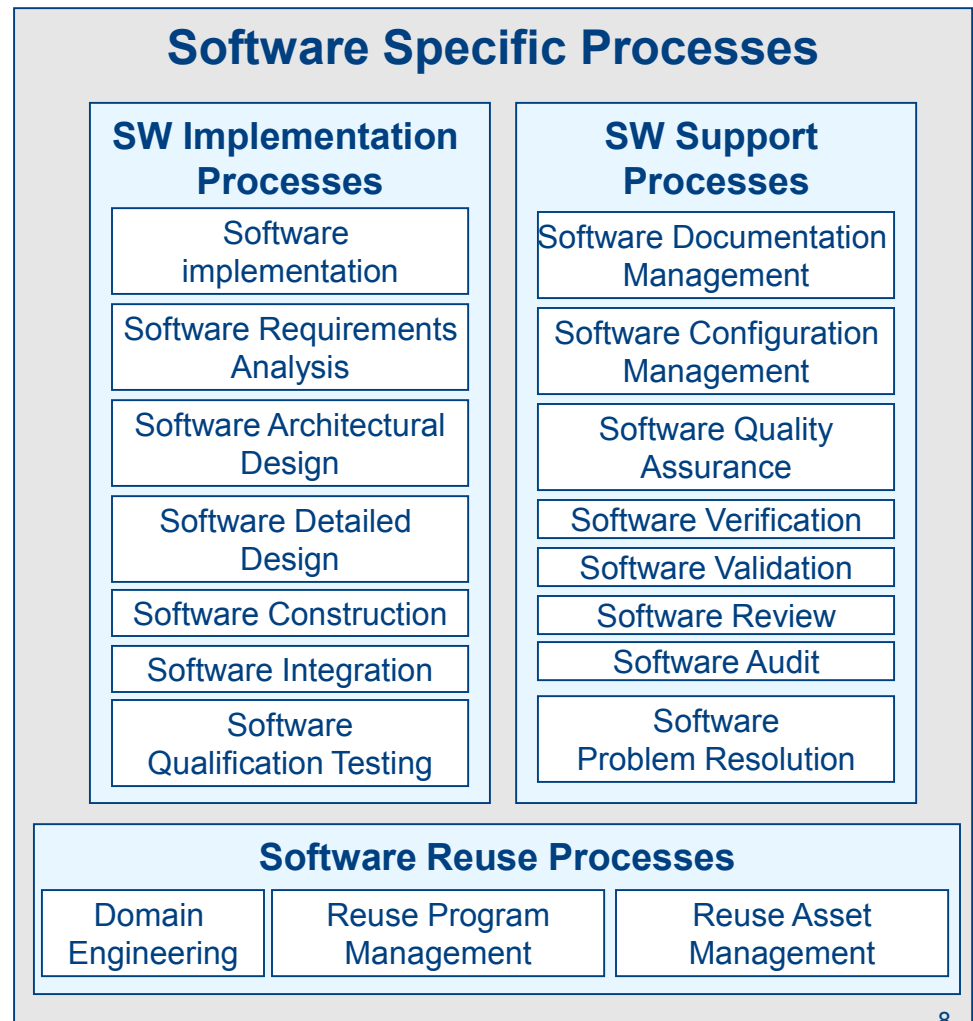 Software Specific Processes
SW Implementation
Processes
Software
implementation
Software Requirements
Analysis
Software Architectural
Design
Software Detailed
Design
Software Construction
Software Integration
Software
Qualification Testing
SW Support
Processes
Software Documentation
Management
Software Configuration
Management
Software Quality
Assurance
Software Verification
Software Validation
Software Review
Software Audit
Software
Problem Resolution
Software Reuse Processes
Domain
Engineering
Reuse Program
Management
Reuse Asset
Management
8